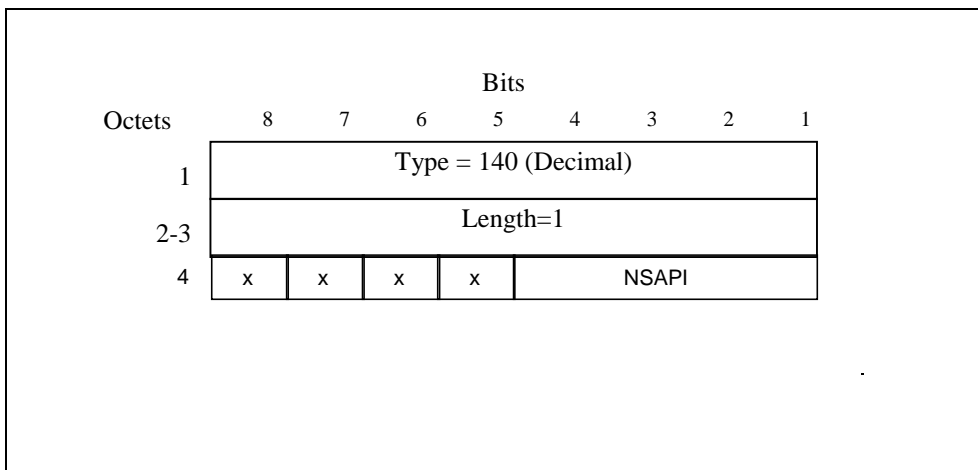 Bits
Octets 8 7 6 5 4 3 2 1
1 Type = 140 (Decimal)
2-3 Length=1
4 x x x x NSAPI
.